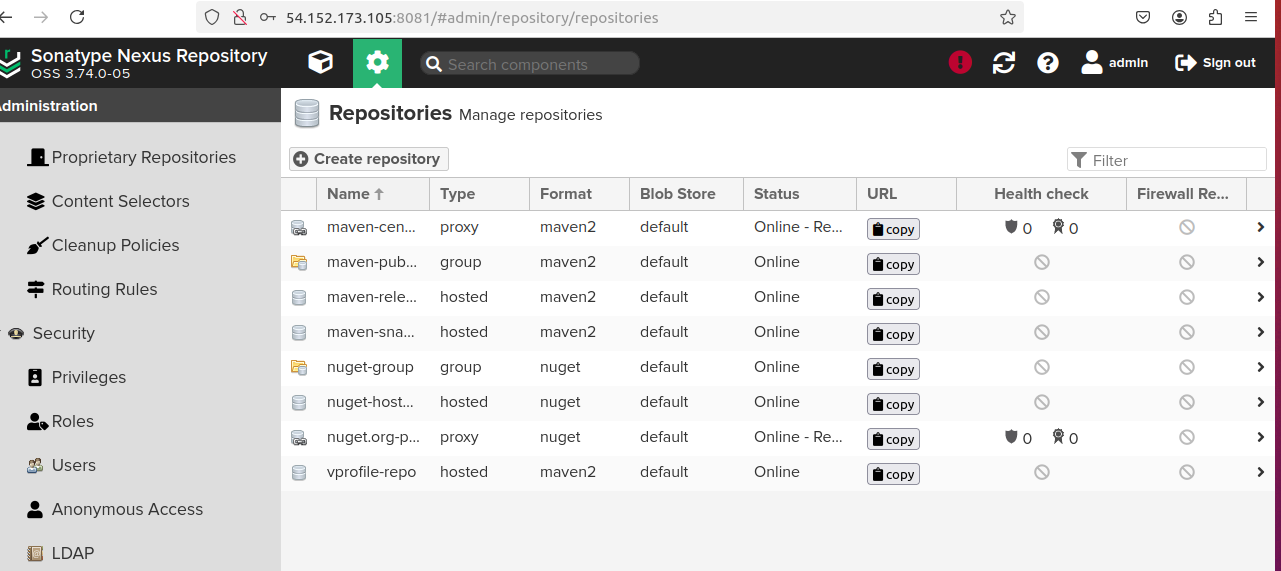 54.152.173.105:8081/#admin/repository/repositories
Sonatype Nexus Repository
OSS 3.74.0-05
Search components
admin
Sign out
dministration
Proprietary Repositories
Content Selectors
Cleanup Policies
Routing Rules
Security
Privileges
Roles
Users
Anonymous Access
LDAP
Repositories Manage repositories
Create repository
Filter
Name Type Format Blob Store Status URL Health check Firewall Re...
maven-cen... proxy maven2 default Online - Re... copy 0 0
maven-pub... group maven2 default Online copy
maven-rele... hosted maven2 default Online copy
maven-sna... hosted maven2 default Online copy
nuget-group group nuget default Online copy
nuget-host... hosted nuget default Online copy
nuget.org-p... proxy nuget default Online - Re... copy 0 0
vprofile-repo hosted maven2 default Online copy